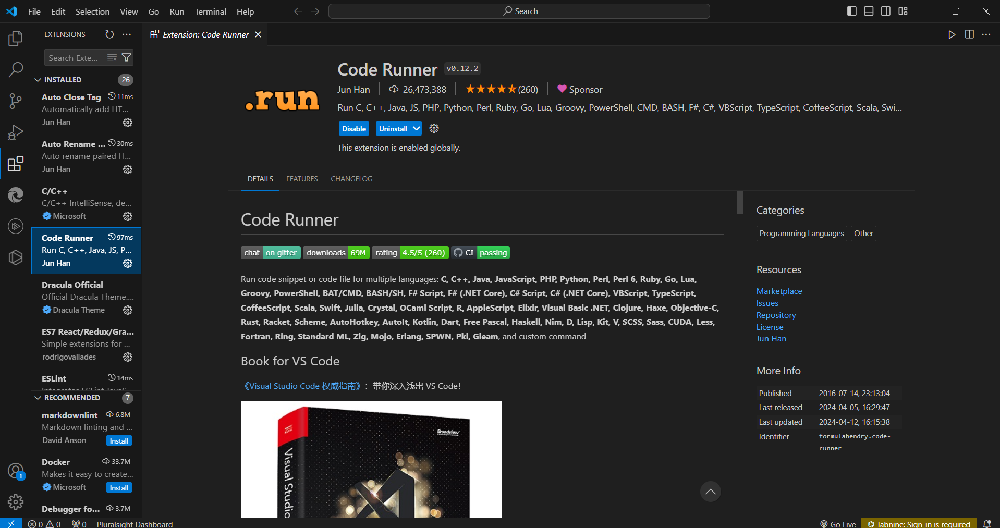 File Edit Selection View Go Run Terminal Help
Search
EXTENSIONS
Search Exte...
INSTALLED 26
Auto Close Tag 11ms
Automatically add HT...
Jun Han
Auto Rename ... 30ms
Auto rename paired H...
Jun Han
C/C++
C/C++ IntelliSense, de...
Microsoft
Code Runner 97ms
Run C, C++, Java, JS, P...
Jun Han
Dracula Official
Official Dracula Theme....
Dracula Theme
ES7 React/Redux/Gra...
Simple extensions for ...
rodrigovallades
ESLint 14ms
Integrates ESLint JavaS...
RECOMMENDED 7
markdownlint 6.8M
Markdown linting and ...
David Anson Install
Docker 33.7M
Makes it easy to create...
Microsoft Install
Debugger fo... 3.7M
1
Extension: Code Runner
.run
Code Runner v0.12.2
Jun Han 26,473,388 (260) Sponsor
Run C, C++, Java, JS, PHP, Python, Perl, Ruby, Go, Lua, Groovy, PowerShell, CMD, BASH, F#, C#, VBScript, TypeScript, CoffeeScript, Scala, Swi...
Disable Uninstall
This extension is enabled globally.
DETAILS FEATURES CHANGELOG
Code Runner
chat on gitter downloads 69M rating 4.5/5 (260) CI passing
Run code snippet or code file for multiple languages: C, C++, Java, JavaScript, PHP, Python, Perl, Perl 6, Ruby, Go, Lua,
Groovy, PowerShell, BAT/CMD, BASH/SH, F# Script, F# (.NET Core), C# Script, C# (.NET Core), VBScript, TypeScript,
CoffeeScript, Scala, Swift, Julia, Crystal, OCaml Script, R, AppleScript, Elixir, Visual Basic .NET, Clojure, Haxe, Objective-C,
Rust, Racket, Scheme, AutoHotkey, AutoIt, Kotlin, Dart, Free Pascal, Haskell, Nim, D, Lisp, Kit, V, SCSS, Sass, CUDA, Less,
Fortran, Ring, Standard ML, Zig, Mojo, Erlang, SPWN, Pkl, Gleam, and custom command
Book for VS Code
《Visual Studio Code 权威指南》：带你深入浅出 VS Code！
Broadview
Visual Studio
Categories
Programming Languages Other
Resources
Marketplace
Issues
Repository
License
Jun Han
More Info
Published 2016-07-14, 23:13:04
Last released 2024-04-05, 16:29:47
Last updated 2024-04-12, 16:15:38
Identifier formulahendry.code-
runner
0 0 0 Pluralsight Dashboard
Go Live Tabnine: Sign-in is required